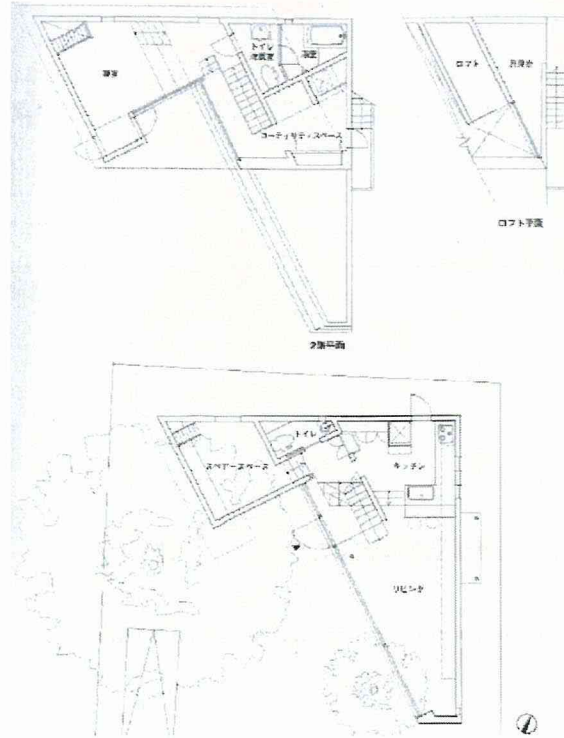 トイレ
洗面室
浴室
寝室
ユーティリティスペース
ロフト
吹抜け
ロフト平面
2階平面
トイレ
スペアースペース
キッチン
リビング